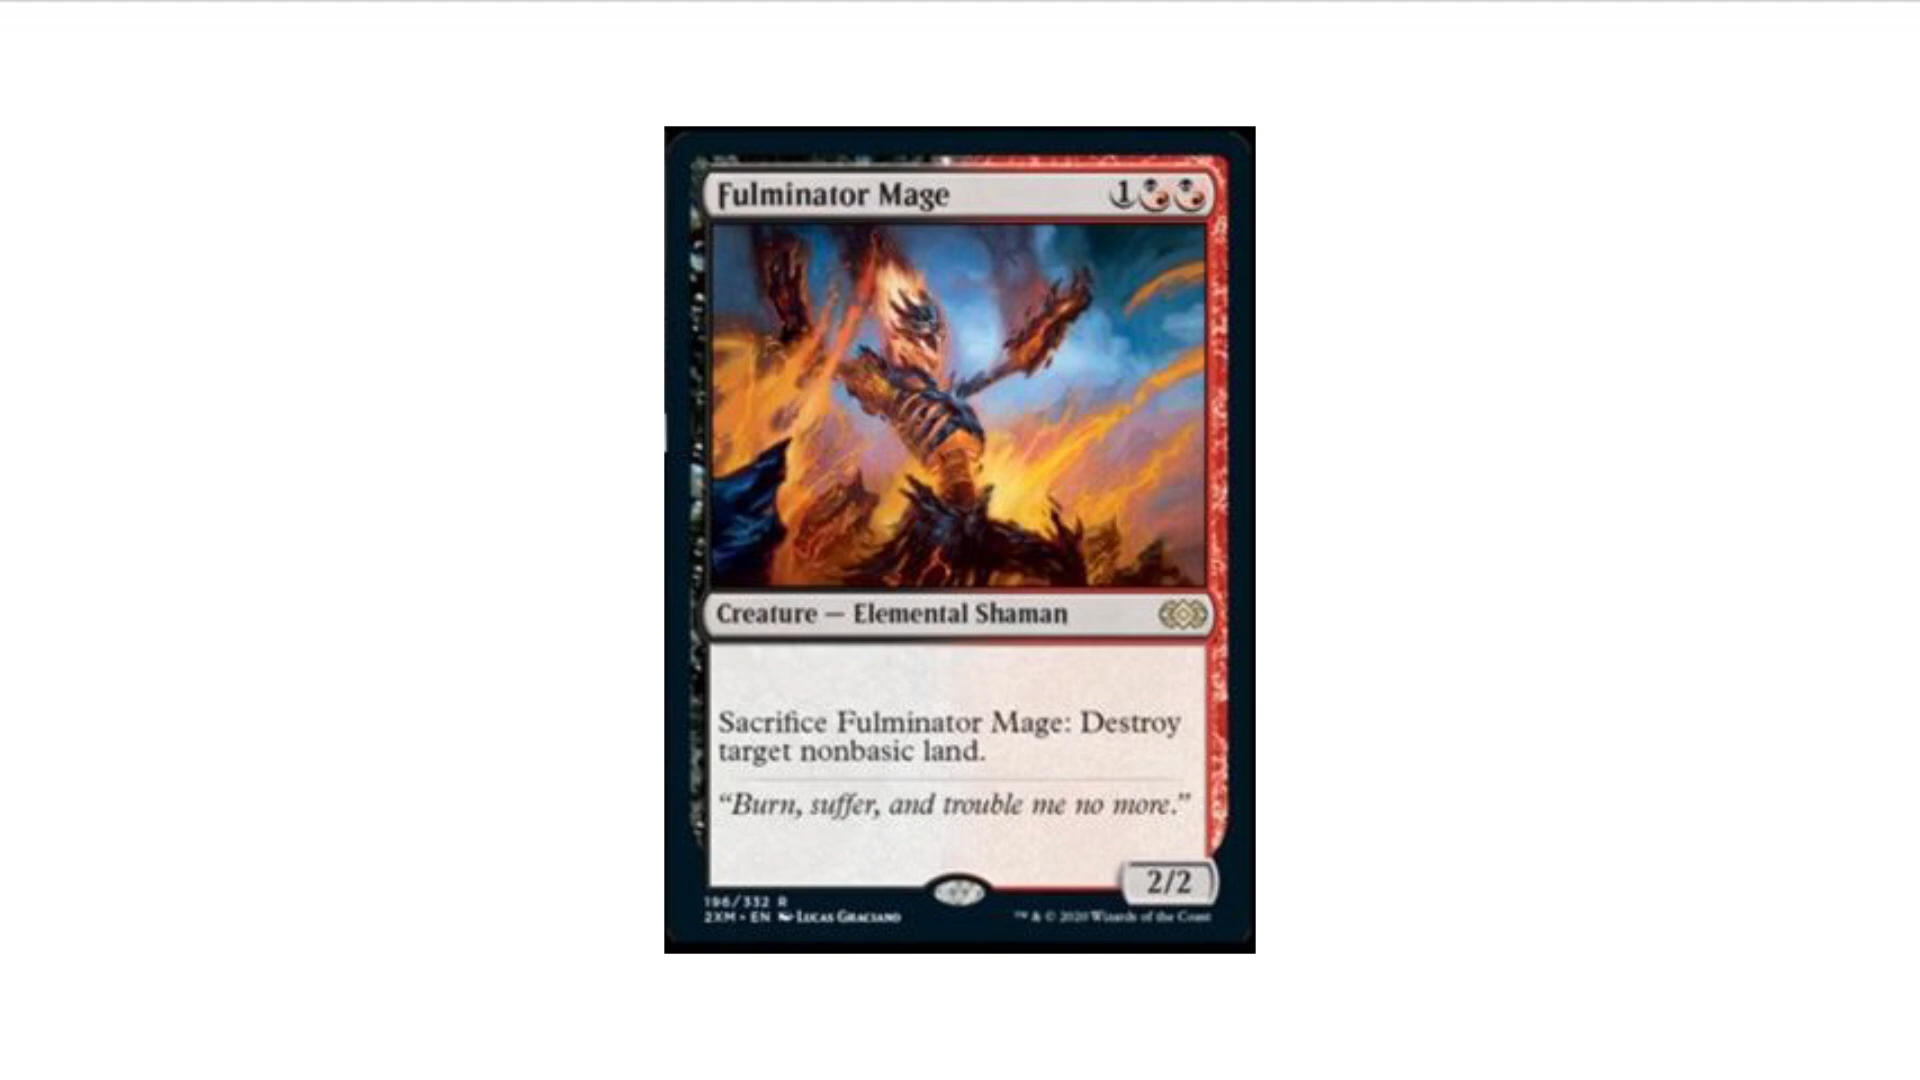 Fulminator Mage 1
Creature — Elemental Shaman
Sacrifice Fulminator Mage: Destroy
target nonbasic land.
“Burn, suffer, and trouble me no more.”
2/2
196/332 R
2XM • EN Lucas Graciano
™ & © 2020 Wizards of the Coast